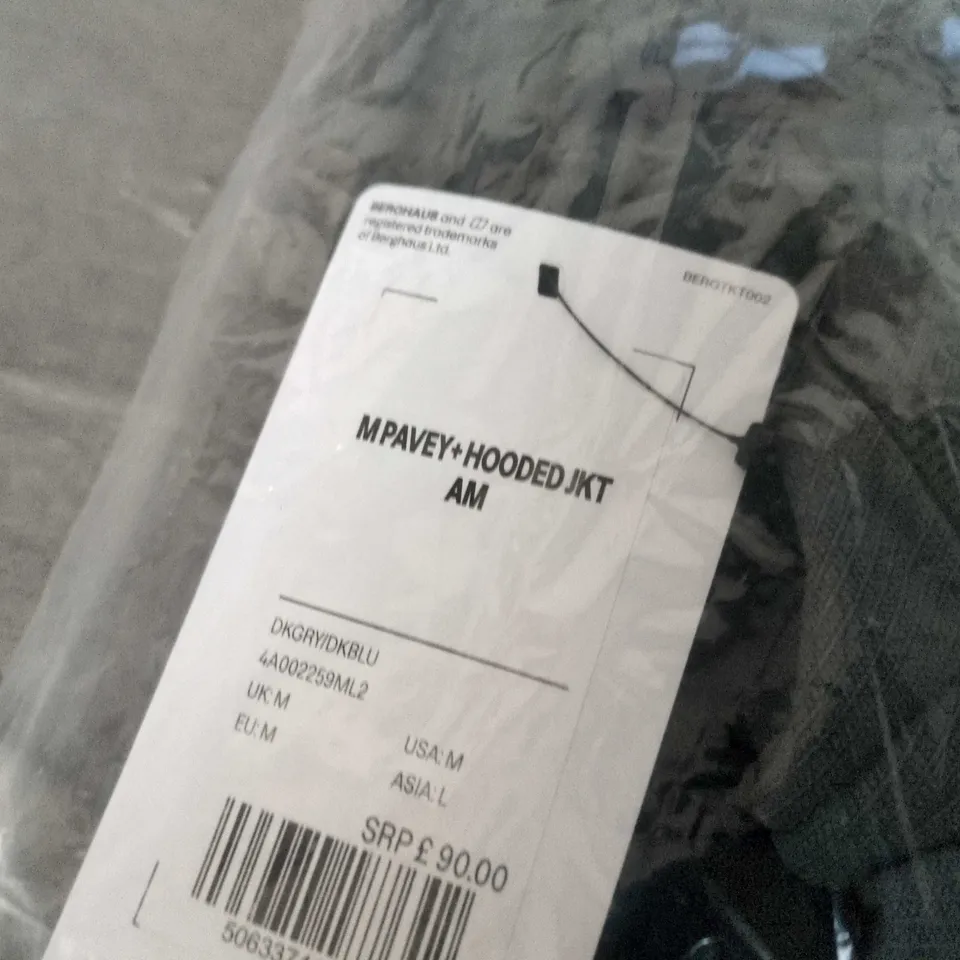 BERGHAUS and are
registered trademarks
of Berghaus Ltd.
BERGTKT002
M PAVEY+ HOODED JKT
AM
DKGRY/DKBLU
4A002259ML2
UK: M
EU: M
USA: M
ASIA: L
SRP £ 90.00